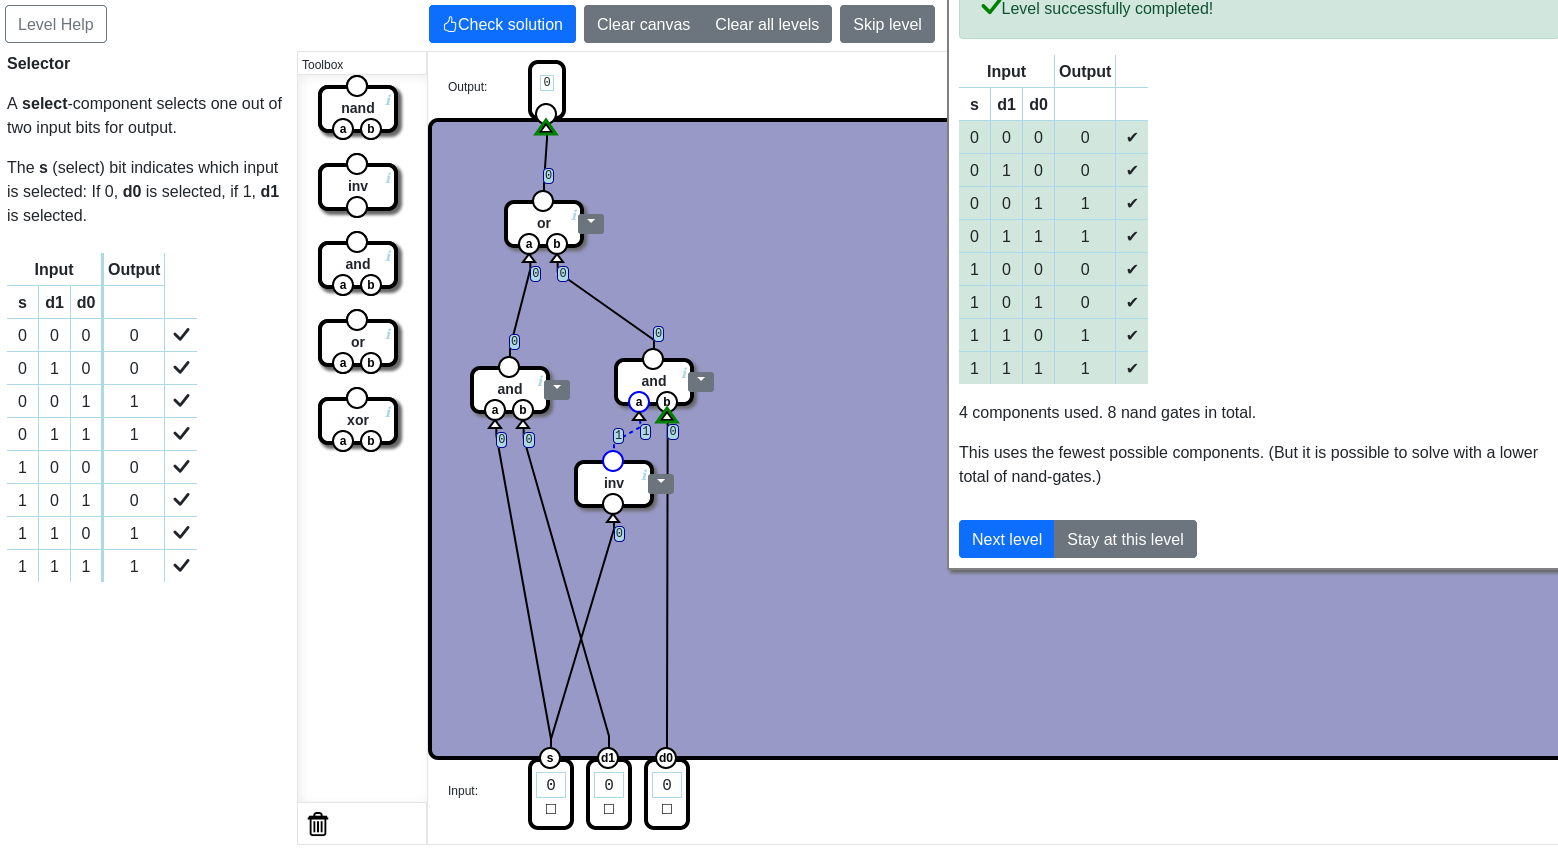 Level Help
Check solution
Clear canvas
Clear all levels
Skip level
Selector
A select-component selects one out of
two input bits for output.
The s (select) bit indicates which input
is selected: If 0, d0 is selected, if 1, d1
is selected.
Input Output
s d1 d0
0 0 0 0 ✔
0 1 0 0 ✔
0 0 1 1 ✔
0 1 1 1 ✔
1 0 0 0 ✔
1 0 1 0 ✔
1 1 0 1 ✔
1 1 1 1 ✔
Toolbox
nand i
a b
inv i
and i
a b
or i
a b
xor i
a b
Output:
0
0
or i
a b
0 0
0 0
and i
a b
and i
a b
0 0
1 1 0
inv i
0
s d1 d0
Input:
0 0 0
Level successfully completed!
Input Output
s d1 d0
0 0 0 0 ✔
0 1 0 0 ✔
0 0 1 1 ✔
0 1 1 1 ✔
1 0 0 0 ✔
1 0 1 0 ✔
1 1 0 1 ✔
1 1 1 1 ✔
4 components used. 8 nand gates in total.
This uses the fewest possible components. (But it is possible to solve with a lower
total of nand-gates.)
Next level
Stay at this level